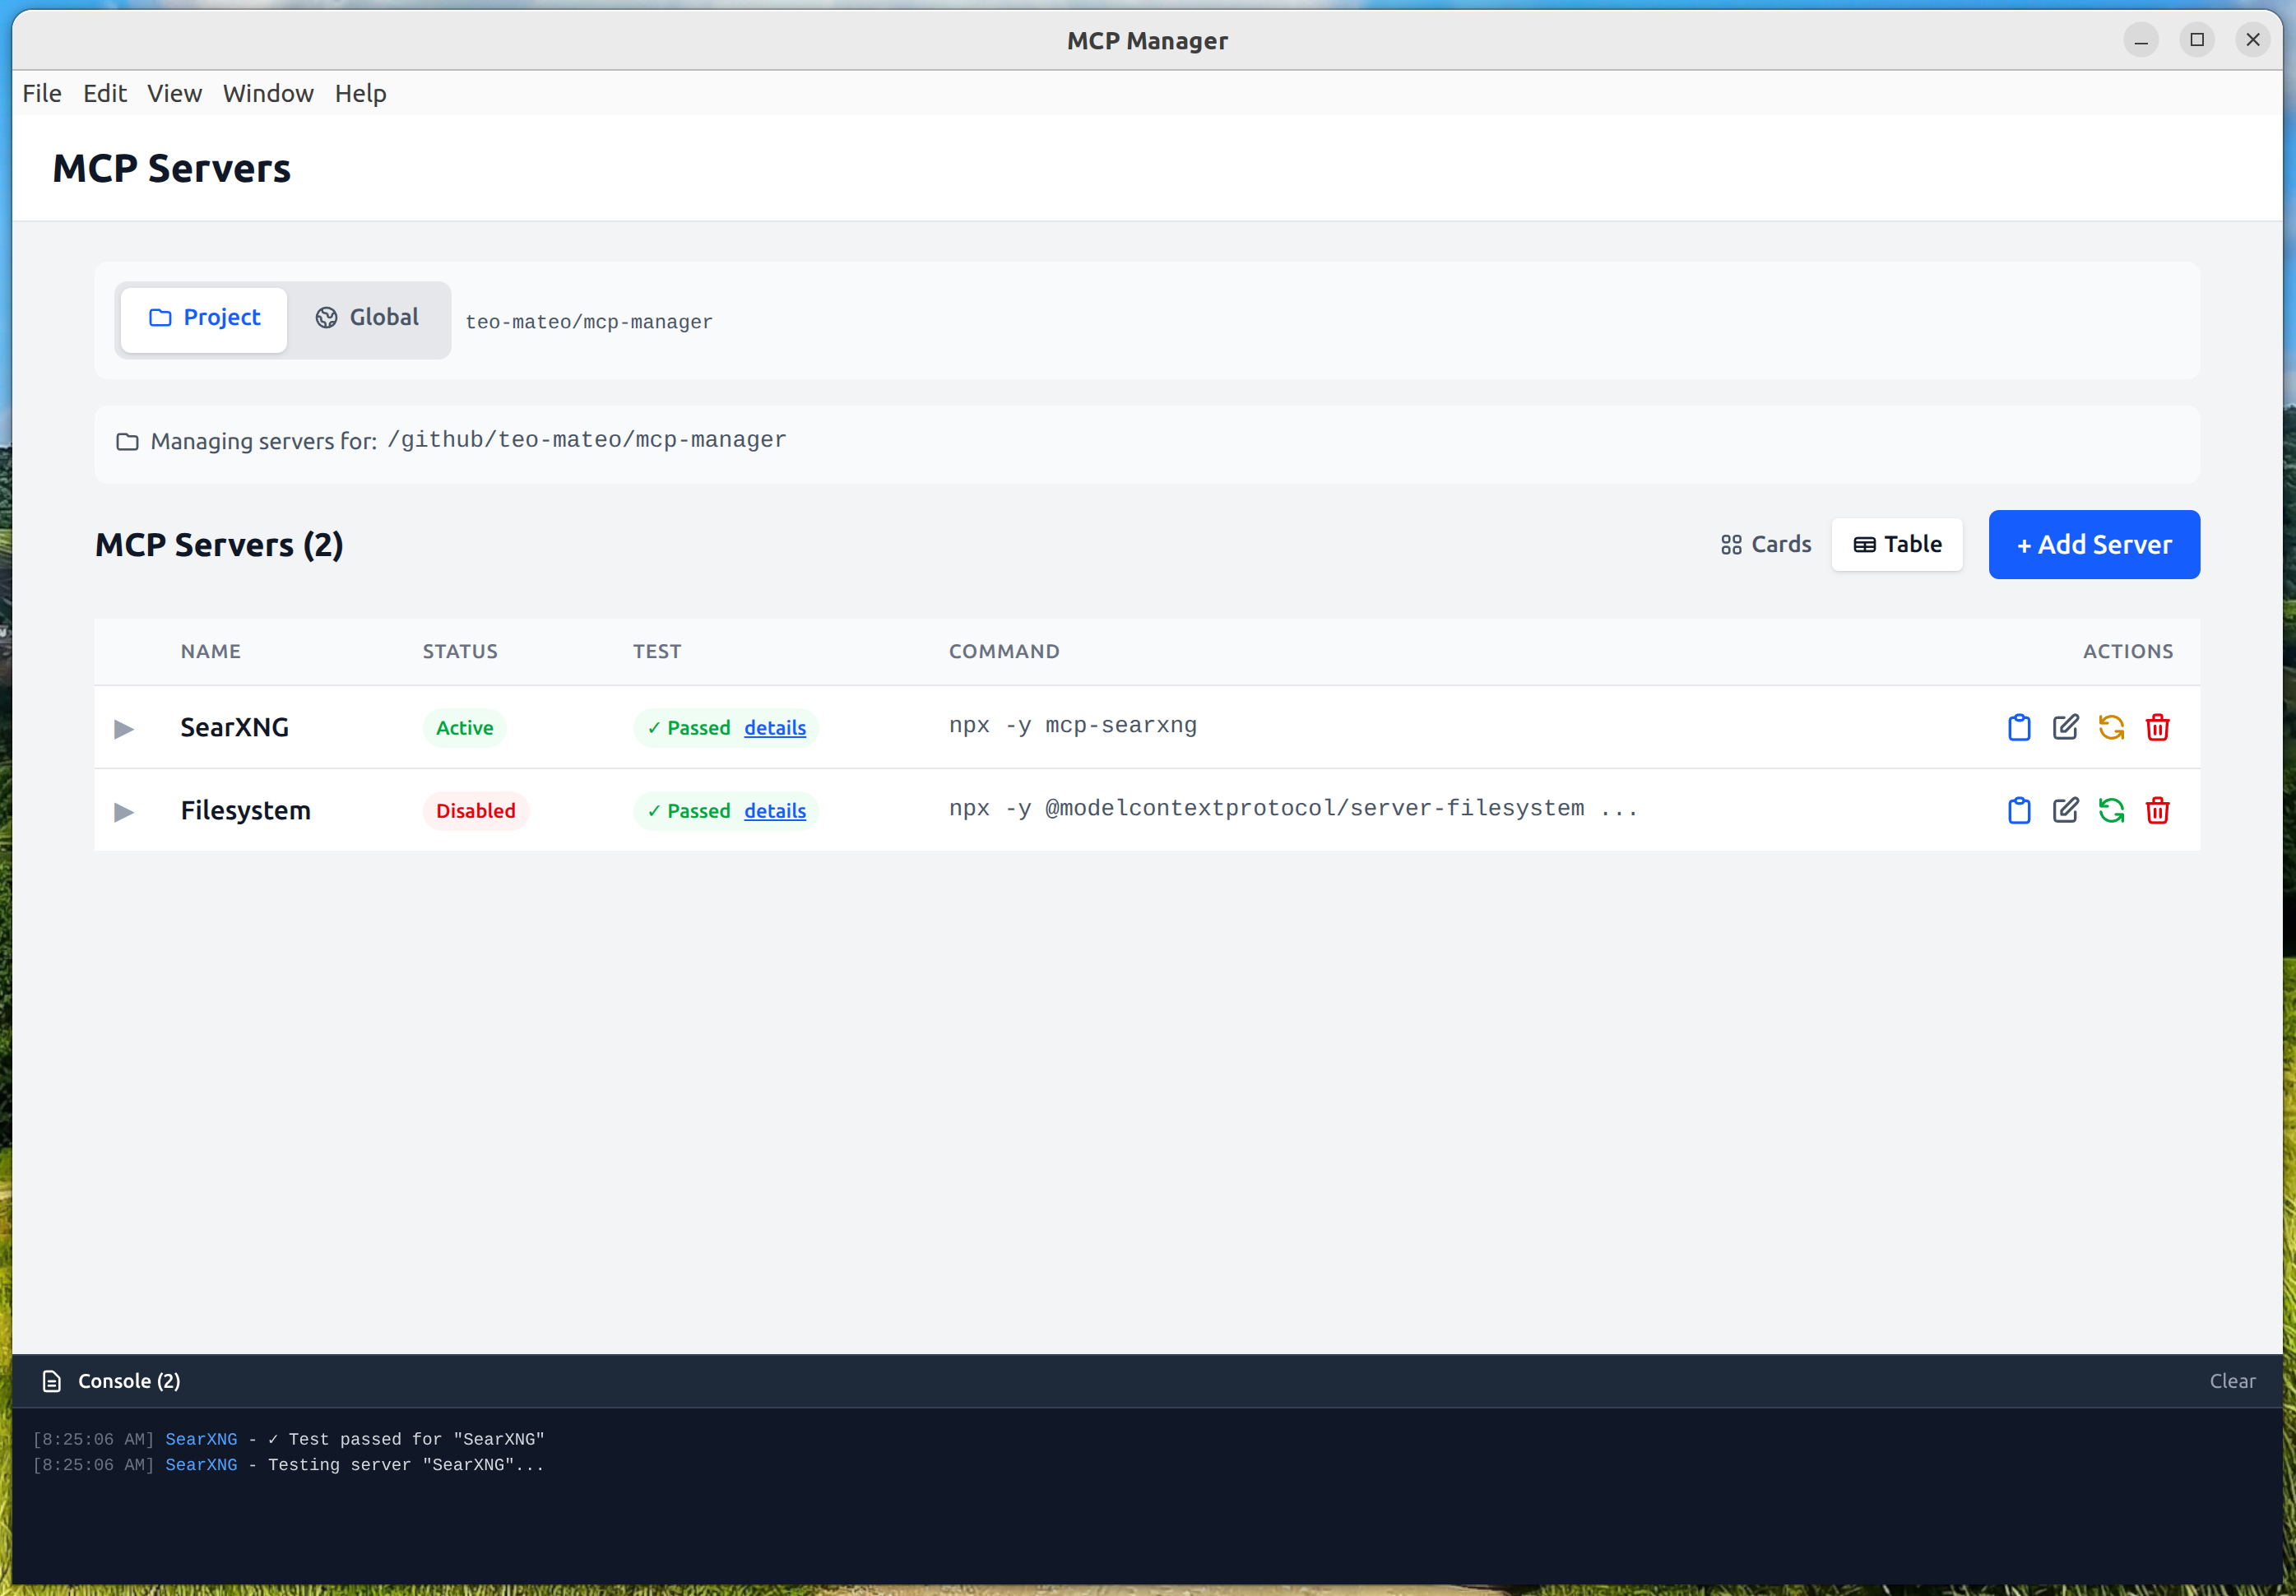 MCP Manager
File Edit View Window Help
MCP Servers
Project Global teo-mateo/mcp-manager
Managing servers for: /github/teo-mateo/mcp-manager
MCP Servers (2)
Cards Table + Add Server
NAME STATUS TEST COMMAND ACTIONS
▶ SearXNG Active ✓ Passed details npx -y mcp-searxng
▶ Filesystem Disabled ✓ Passed details npx -y @modelcontextprotocol/server-filesystem ...
Console (2) Clear
[8:25:06 AM] SearXNG - ✓ Test passed for "SearXNG"
[8:25:06 AM] SearXNG - Testing server "SearXNG"...